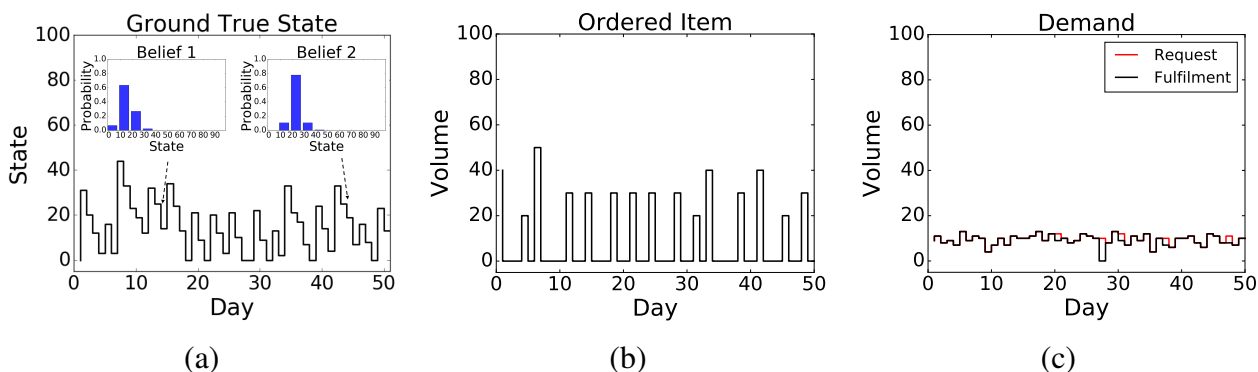 Ground True State
100
80
60
40
20
0
State
Belief 1
1.0
0.8
0.6
0.4
0.2
0.0
Probability
0 10 20 30 40 50 60 70 80 90
State
Belief 2
1.0
0.8
0.6
0.4
0.2
0.0
Probability
0 10 20 30 40 50 60 70 80 90
State
0 10 20 30 40 50
Day
(a)
Ordered Item
100
80
60
40
20
0
Volume
0 10 20 30 40 50
Day
(b)
Demand
100
80
60
40
20
0
Volume
Request
Fulfilment
0 10 20 30 40 50
Day
(c)